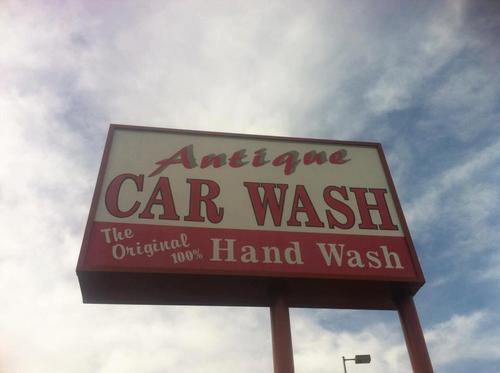 Antique
CAR WASH
The
Original
100% Hand Wash